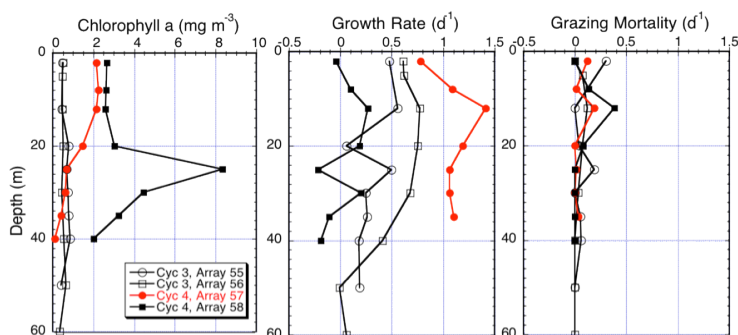 Chlorophyll a (mg m-3)
Growth Rate (d-1)
Grazing Mortality (d-1)
0 2 4 6 8 10
-0.5 0 0.5 1 1.5
-0.5 0 0.5 1 1.5
0
20
40
60
Depth (m)
0
20
40
60
0
20
40
60
Cyc 3, Array 55
Cyc 3, Array 56
Cyc 4, Array 57
Cyc 4, Array 58